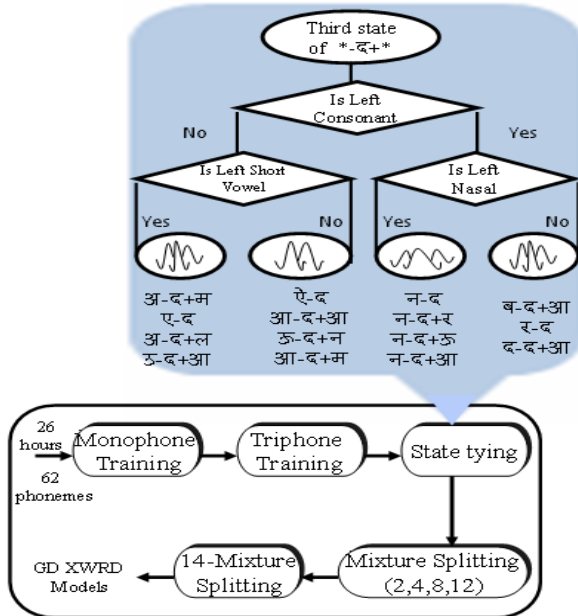 Third state
of *-द+*
Is Left
Consonant
No
Yes
Is Left Short
Vowel
Is Left
Nasal
Yes
No
Yes
No
अ-द+म
ए-द
अ-द+ल
उ-द+आ
ऐ-द
आ-द+आ
ऊ-द+न
आ-द+म
न-द
न-द+र
न-द+ऊ
न-द+आ
ब-द+आ
र-द
द-द+आ
26
hours
62
phonemes
Monophone
Training
Triphone
Training
State tying
GD XWRD
Models
14-Mixture
Splitting
Mixture Splitting
(2,4,8,12)